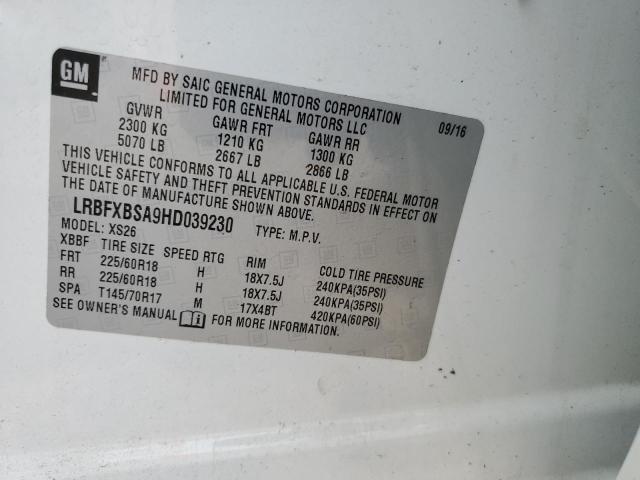 GM
MFD BY SAIC GENERAL MOTORS CORPORATION
LIMITED FOR GENERAL MOTORS LLC
09/16
GVWR GAWR FRT GAWR RR
2300 KG 1210 KG 1300 KG
5070 LB 2667 LB 2866 LB
THIS VEHICLE CONFORMS TO ALL APPLICABLE U.S. FEDERAL MOTOR
VEHICLE SAFETY AND THEFT PREVENTION STANDARDS IN EFFECT ON
THE DATE OF MANUFACTURE SHOWN ABOVE.
LRBFXBSA9HD039230 TYPE: M.P.V.
MODEL: XS26
XBBF TIRE SIZE SPEED RTG RIM COLD TIRE PRESSURE
FRT 225/60R18 H 18X7.5J 240KPA(35PSI)
RR 225/60R18 H 18X7.5J 240KPA(35PSI)
SPA T145/70R17 M 17X4BT 420KPA(60PSI)
SEE OWNER'S MANUAL FOR MORE INFORMATION.